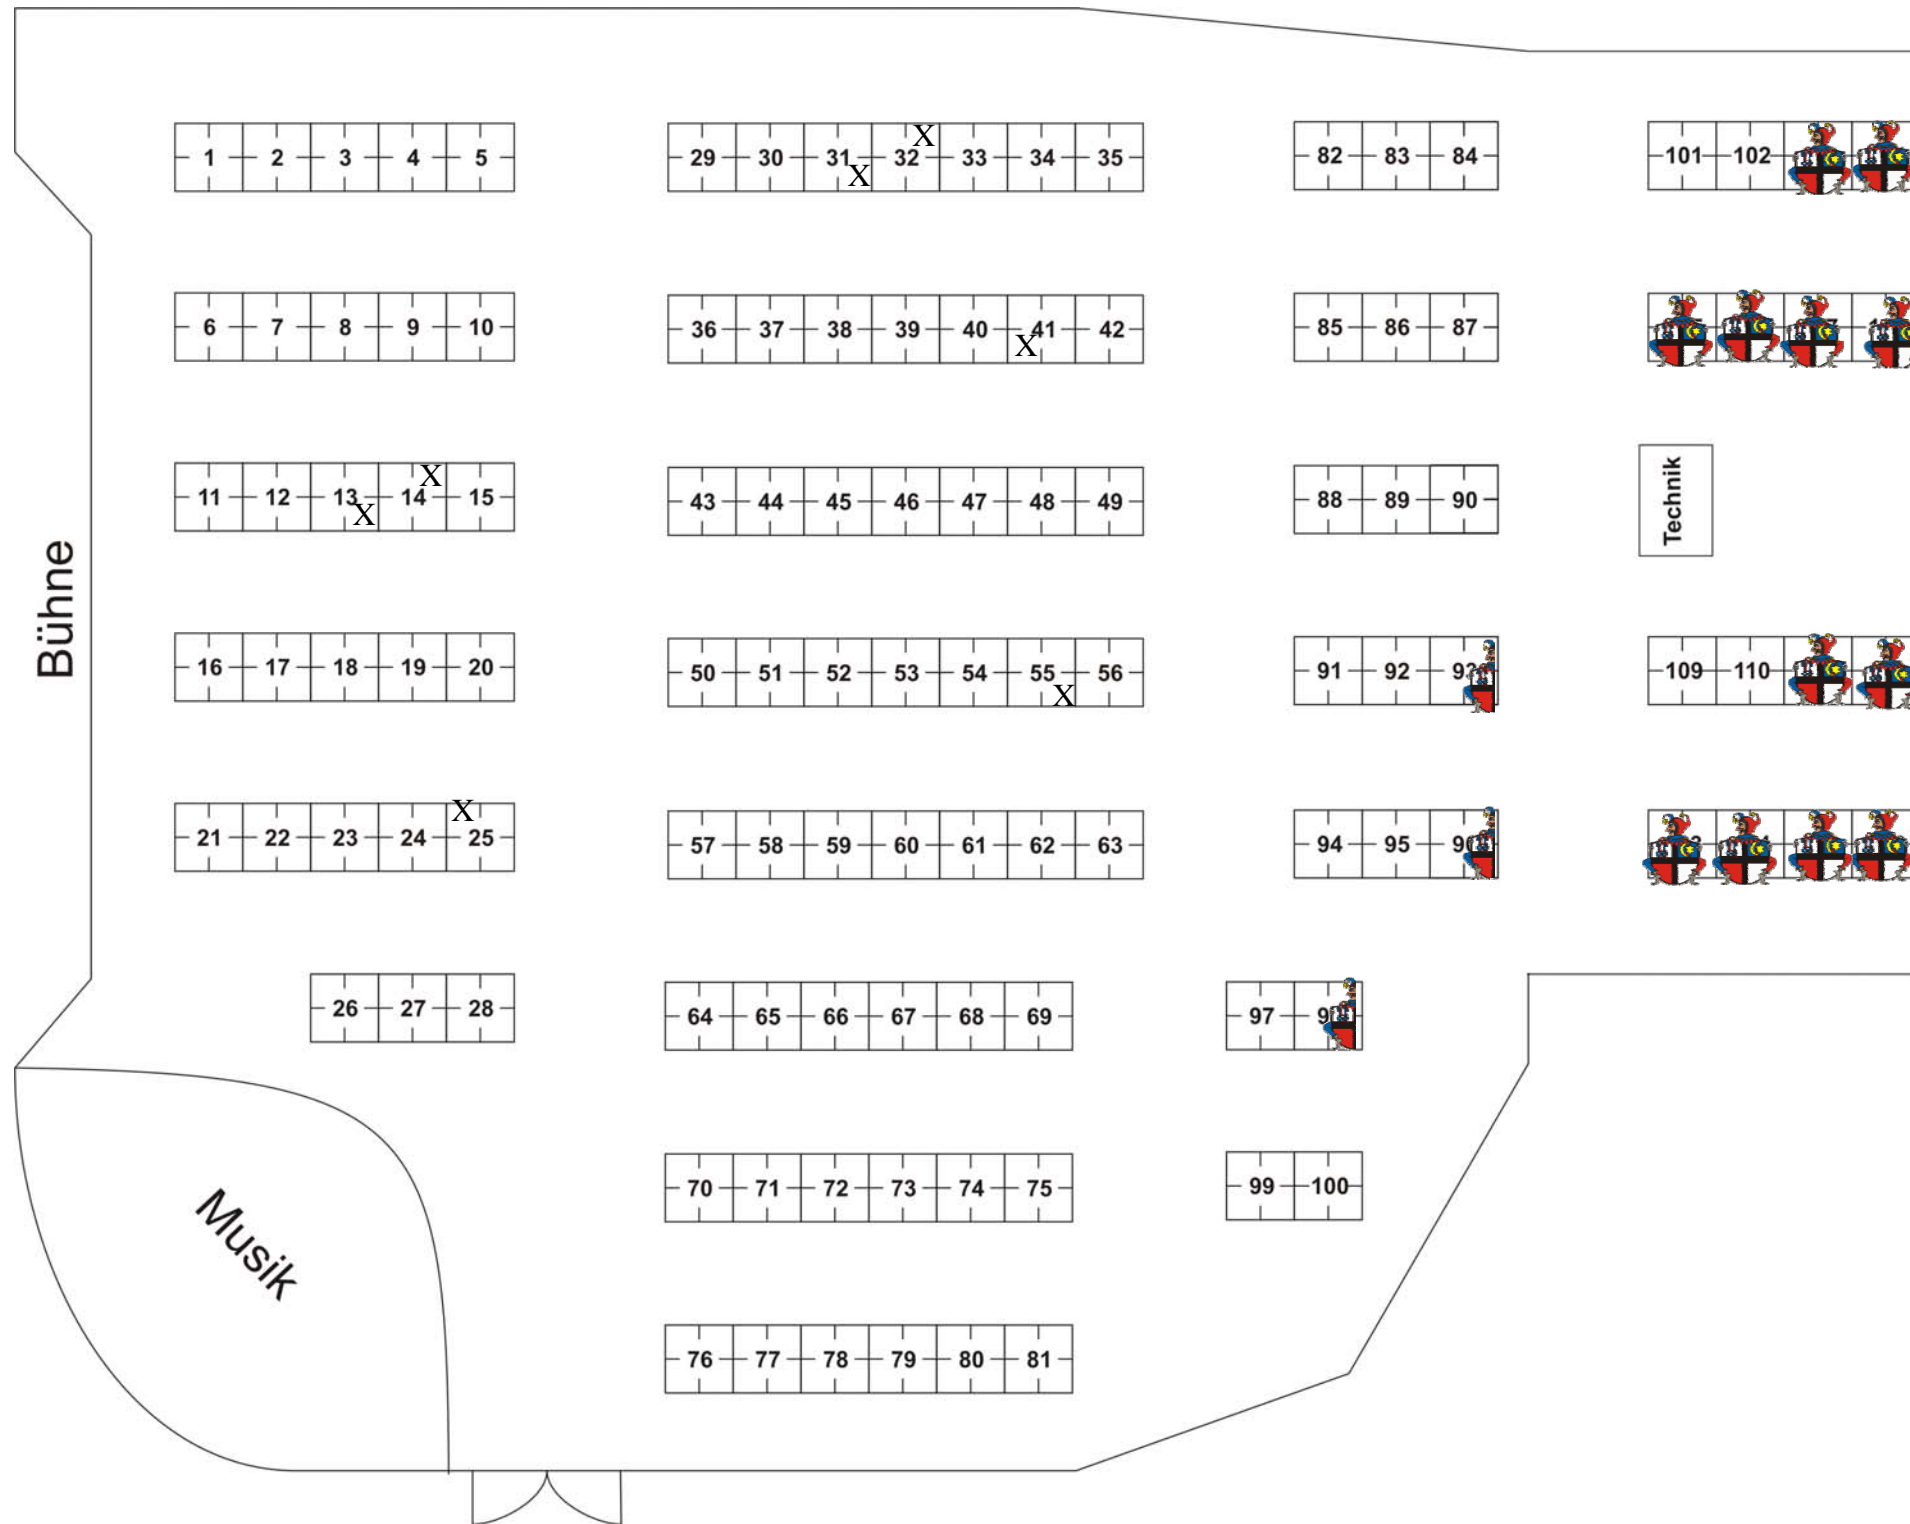 1 2 3 4 5 29 30 31 X 32 X 33 34 35 82 83 84 101 102
6 7 8 9 10 36 37 38 39 40 X 41 42 85 86 87
11 12 13 X 14 X 15 43 44 45 46 47 48 49 88 89 90
Technik
Bühne
16 17 18 19 20 50 51 52 53 54 55 X 56 91 92 109 110
21 22 23 24 X 25 57 58 59 60 61 62 63 94 95
26 27 28 64 65 66 67 68 69 97
70 71 72 73 74 75 99 100
Musik
76 77 78 79 80 81